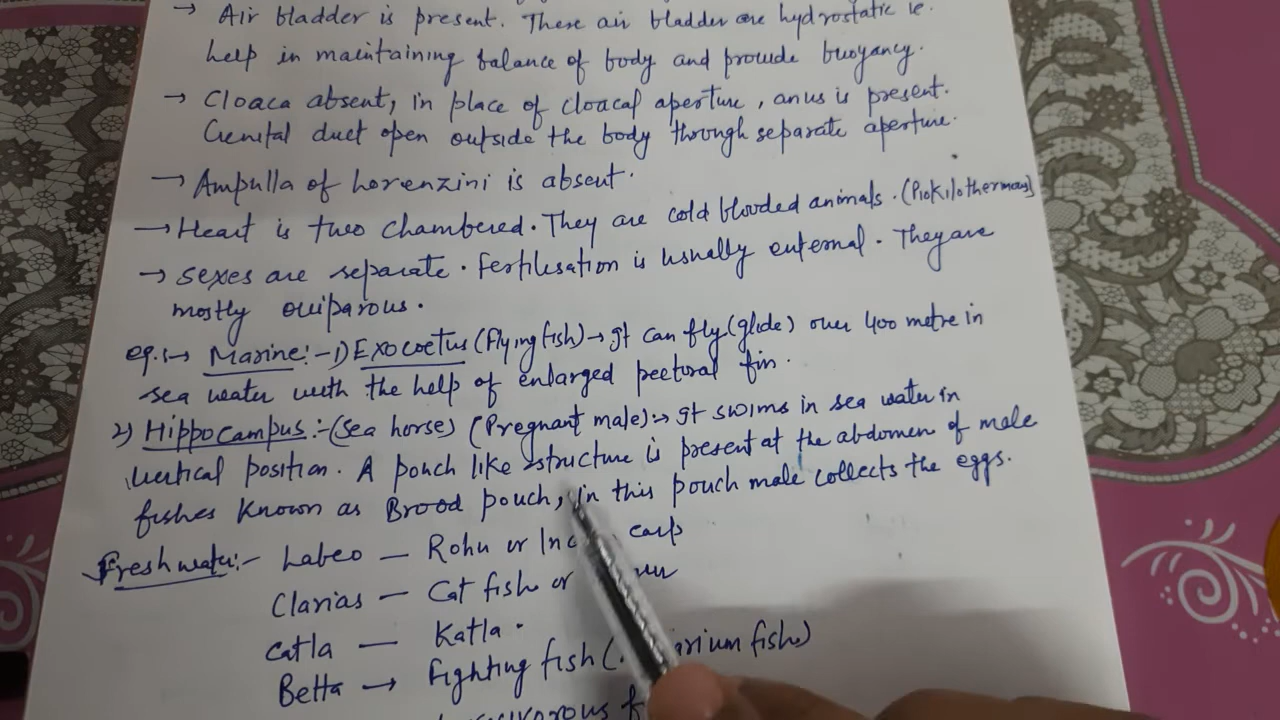 → Air bladder is present. These air bladder are hydrostatic ie.
help in maintaining balance of body and provide buoyancy.
→ Cloaca absent, in place of cloacal aperture, anus is present.
Genital duct open outside the body through separate aperture.
→ Ampulla of Lorenzini is absent.
→ Heart is two chambered. They are cold blooded animals. (Poikilothermous)
→ Sexes are separate. Fertilisation is usually external. They are
mostly oviparous.
eg. :→ Marine:- 1) Exocoetus (Flying fish) → It can fly (glide) over 400 metre in
sea water with the help of enlarged pectoral fin.
2) Hippocampus:- (Sea horse) (Pregnant male) :→ It swims in sea water in
vertical position. A pouch like structure is present at the abdomen of male
fishes known as Brood pouch, in this pouch male collects the eggs.
Fresh water:- Labeo — Rohu or carp
Clarias — Cat fish or
Catla — Katla.
Betta → Fighting fish ( fish)